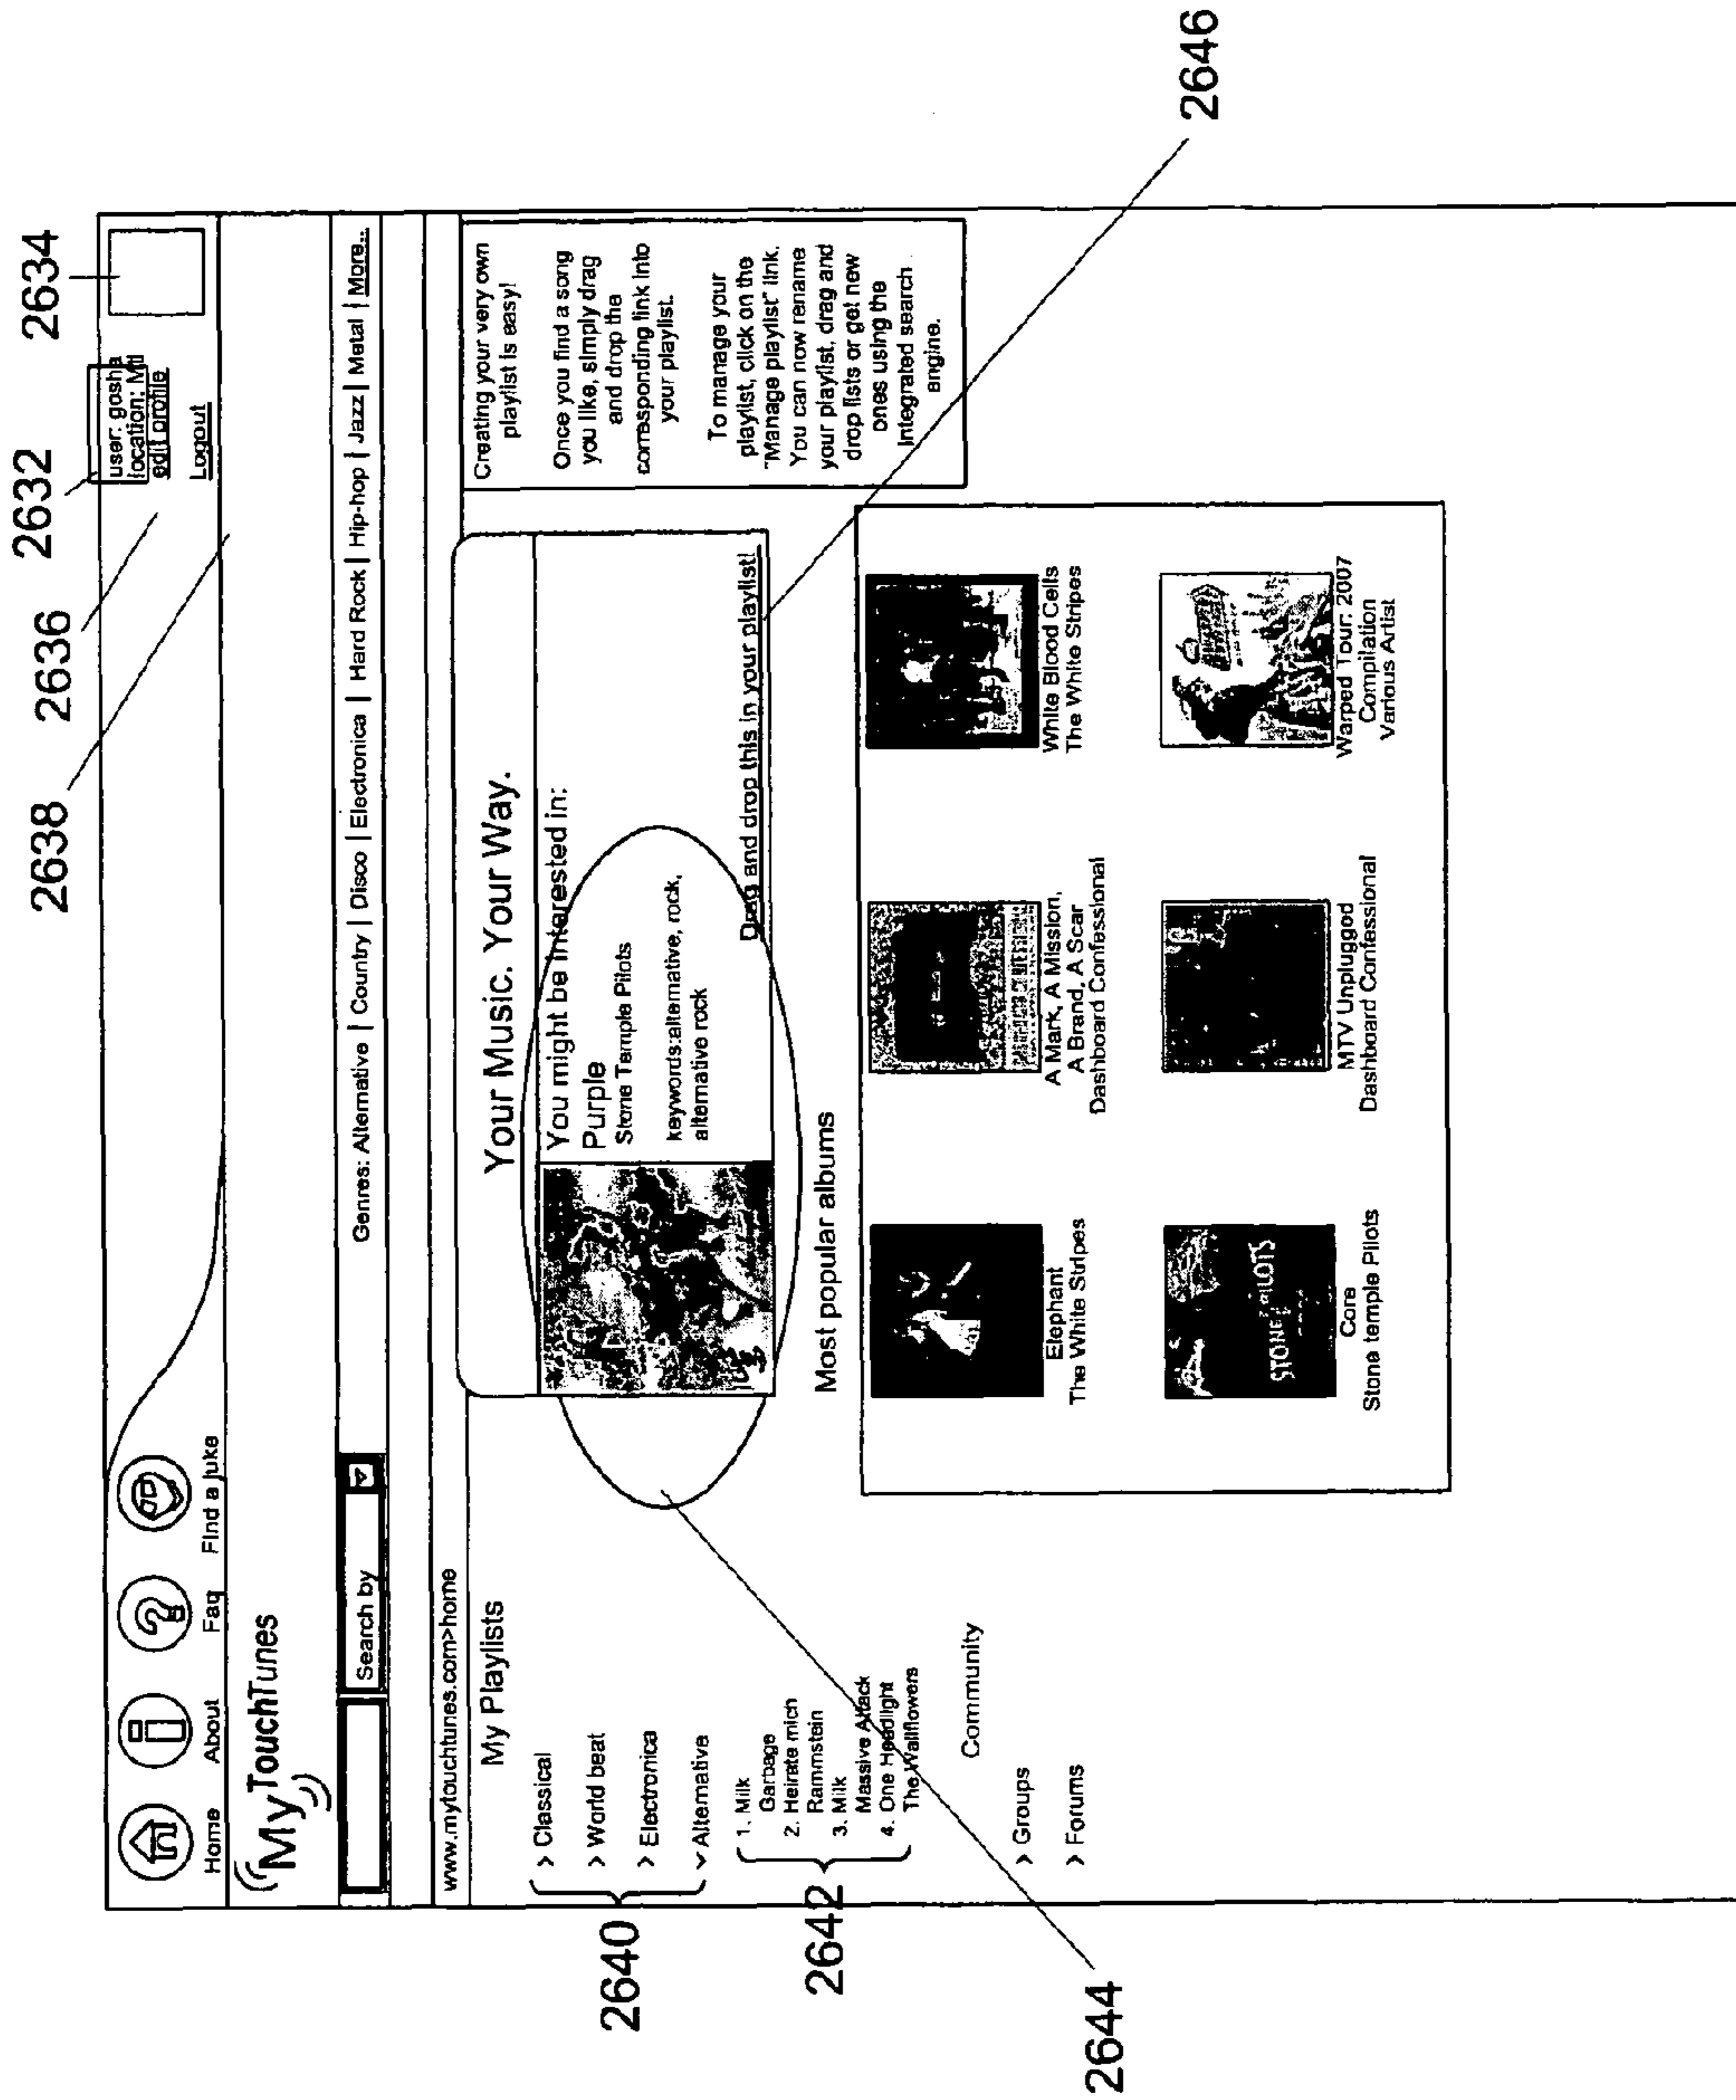 2638
2636
2632
2634
Home
About
Faq
Find a juke
user: gosha
location: Mtl
edit profile
Logout
MyTouchTunes
Search by
Genres: Alternative | Country | Disco | Electronica | Hard Rock | Hip-hop | Jazz | Metal | More...
www.mytouchtunes.com>home
My Playlists
> Classical
> World beat
> Electronica
Alternative
2640
1. Milk
Garbage
2. Heirate mich
Rammstein
3. Milk
Massive Attack
4. One Headlight
The Wallflowers
2642
Community
> Groups
> Forums
2644
Your Music. Your Way.
You might be interested in:
Purple
Stone Temple Pilots
keywords:alternative, rock,
alternative rock
Drag and drop this in your playlist!
Most popular albums
Elephant
The White Stripes
A Mark, A Mission,
A Brand, A Scar
Dashboard Confessional
White Blood Cells
The White Stripes
STONE PILOTS
Core
Stone temple Pilots
MTV Unplugged
Dashboard Confessional
Warped Tour: 2007
Compilation
Various Artist
Creating your very own
playlist is easy!
Once you find a song
you like, simply drag
and drop the
corresponding link into
your playlist.
To manage your
playlist, click on the
"Manage playlist" link.
You can now rename
your playlist, drag and
drop lists or get new
ones using the
integrated search
engine.
2646